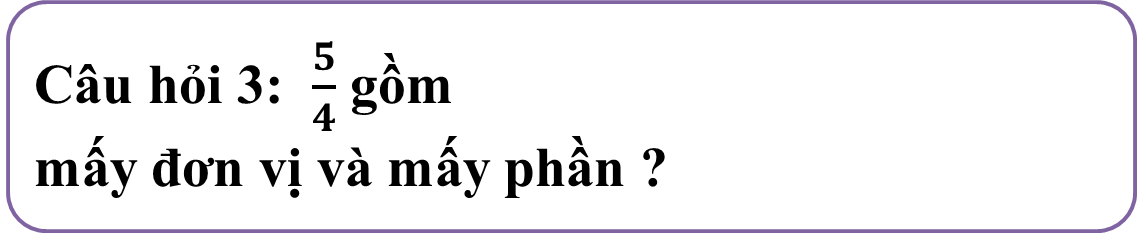 Câu hỏi 3: 5/4 gồm
mấy đơn vị và mấy phần ?